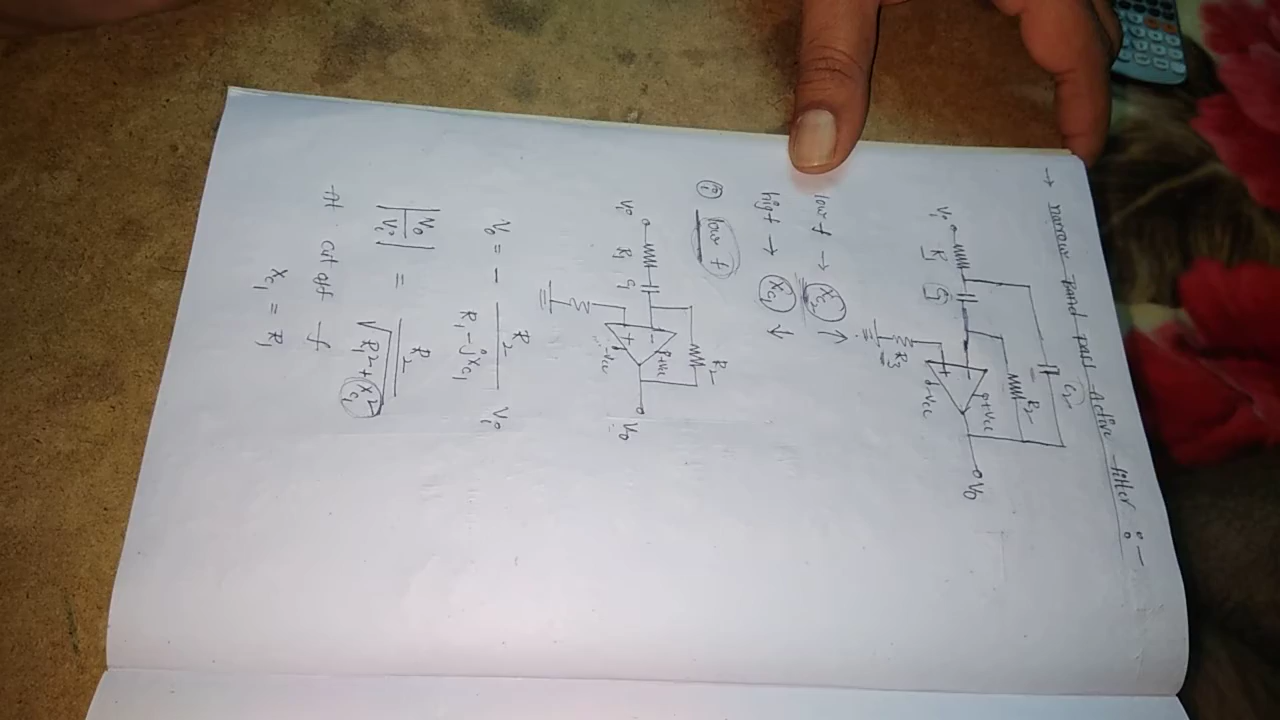 → Narrow Band pass Active filter :-
C₂
R₂
+Vcc
Vi R₁ C₁
-
+
-Vcc
Vo
R₃
low f → XC₂ ↑
high f → XC₁ ↓
① low f
R₂
Vi R₁ C₁
-
+
+Vcc
-Vcc
Vo
Vo = - R₂ / R₁ - jXC₁ Vi
|Vo/Vi| = R₂ / √R₁² + XC₁²
At cut off f
XC₁ = R₁